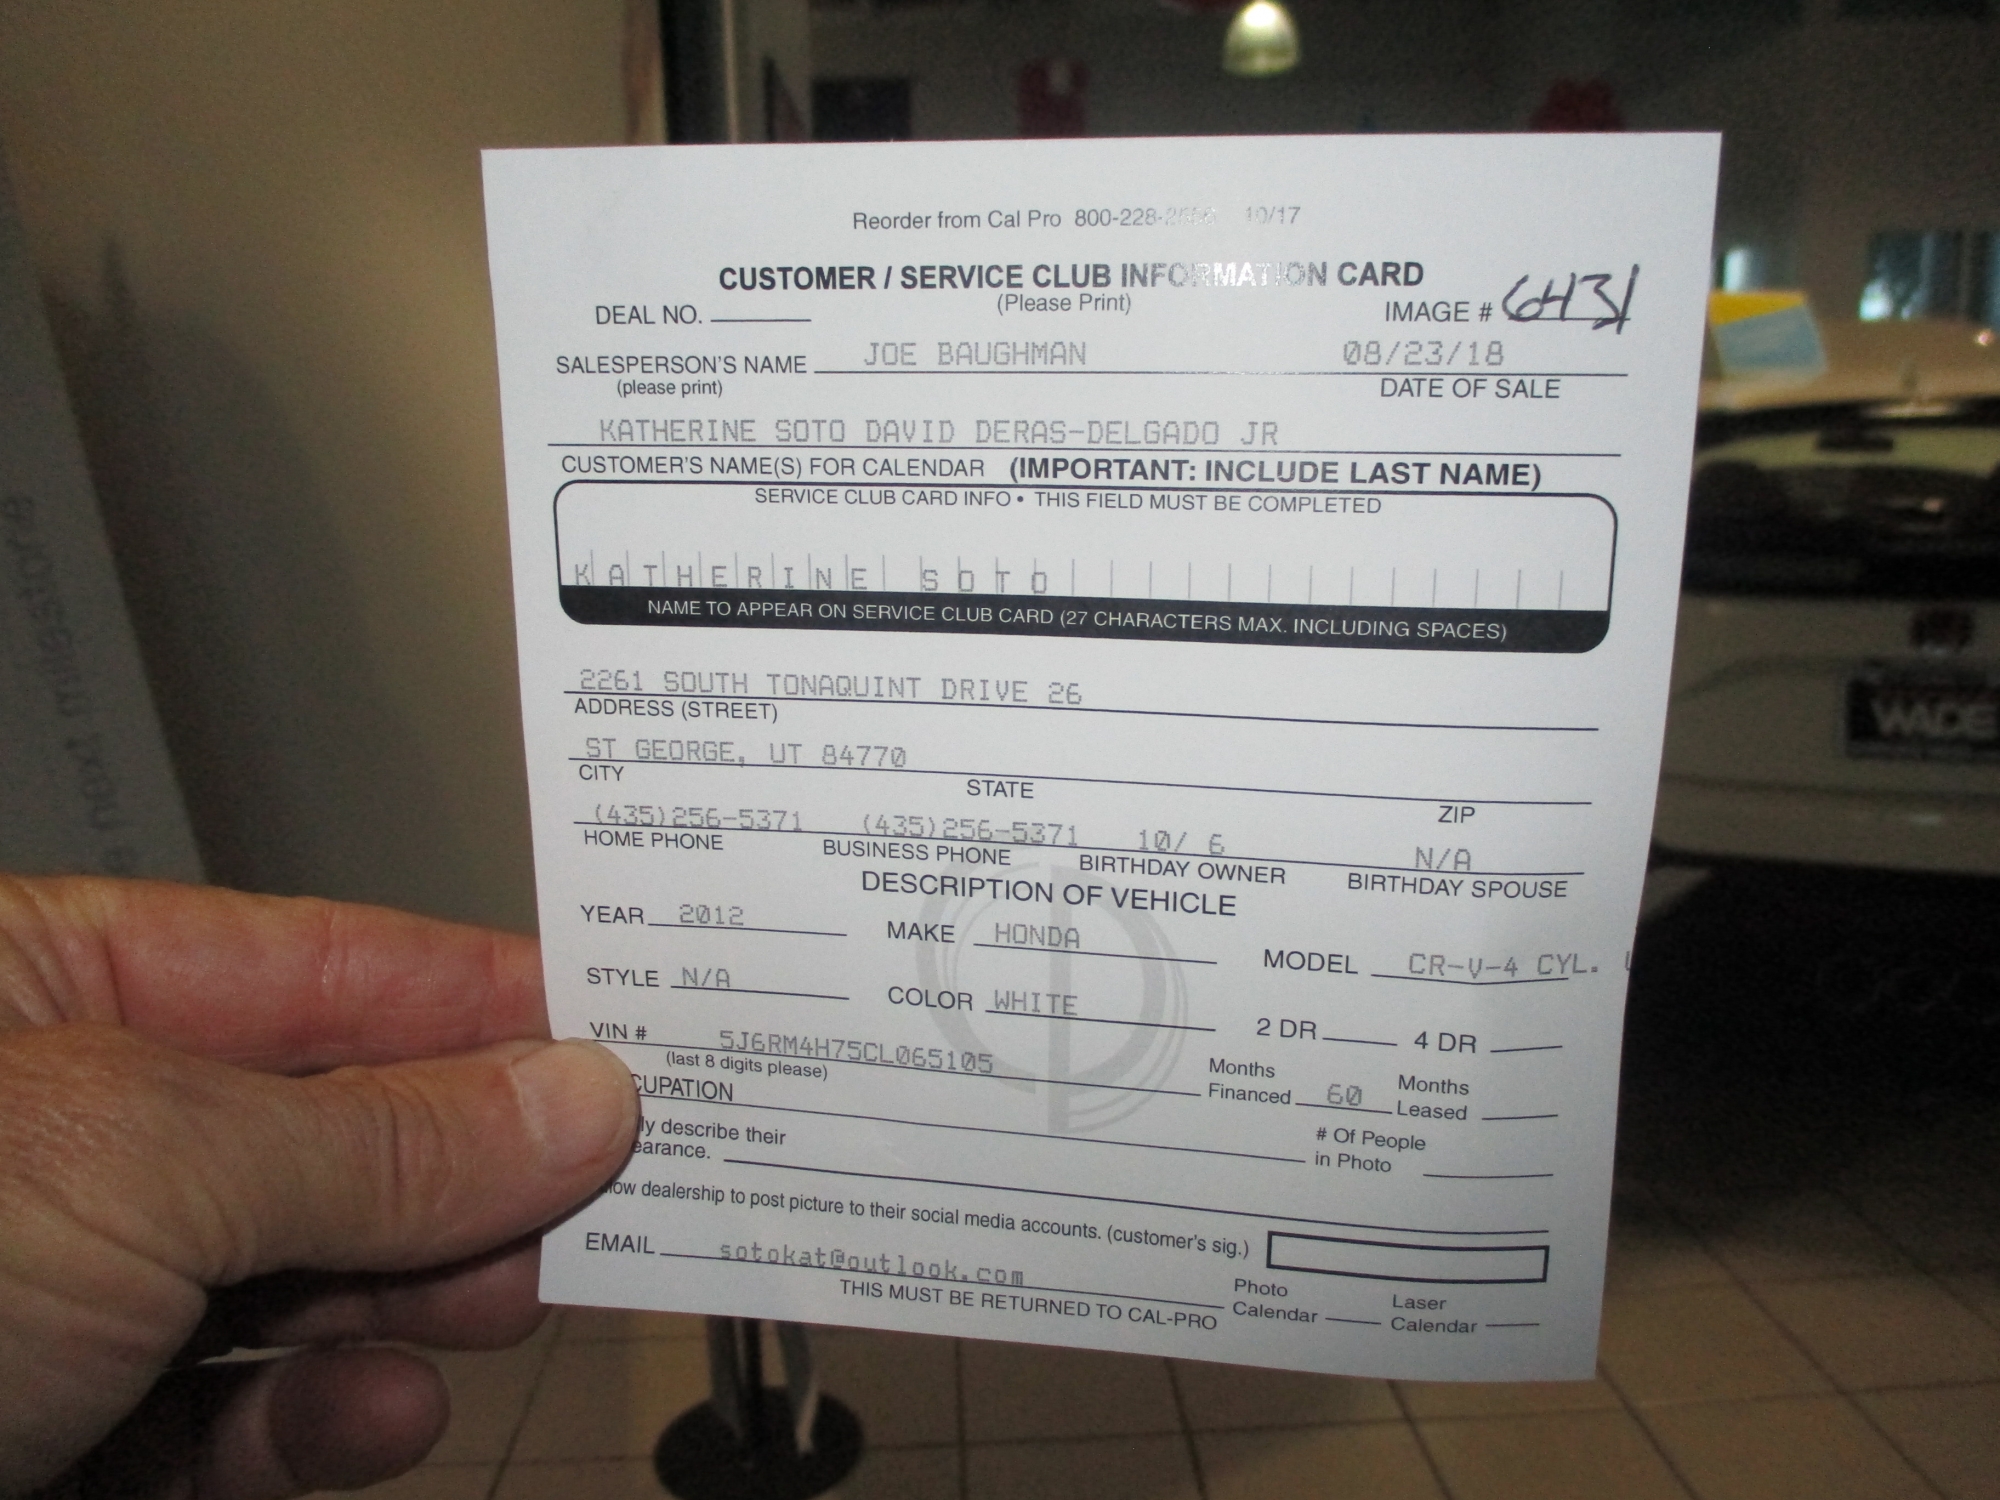 Reorder from Cal Pro 800-228- 10/17
CUSTOMER / SERVICE CLUB INFORMATION CARD
(Please Print)
DEAL NO. IMAGE # 6431
SALESPERSON'S NAME JOE BAUGHMAN 08/23/18
(please print) DATE OF SALE
KATHERINE SOTO DAVID DERAS-DELGADO JR
CUSTOMER'S NAME(S) FOR CALENDAR (IMPORTANT: INCLUDE LAST NAME)
SERVICE CLUB CARD INFO • THIS FIELD MUST BE COMPLETED
KATHERINE SOTO
NAME TO APPEAR ON SERVICE CLUB CARD (27 CHARACTERS MAX. INCLUDING SPACES)
2261 SOUTH TONAQUINT DRIVE 26
ADDRESS (STREET)
ST GEORGE, UT 84770
CITY STATE ZIP
(435)256-5371 (435)256-5371 10/ 6 N/A
HOME PHONE BUSINESS PHONE BIRTHDAY OWNER BIRTHDAY SPOUSE
DESCRIPTION OF VEHICLE
YEAR 2012 MAKE HONDA MODEL CR-V-4 CYL.
STYLE N/A COLOR WHITE 2 DR 4 DR
VIN # 5J6RM4H75CL065105
(last 8 digits please)
Months Financed 60 Months Leased
CUPATION
# Of People in Photo
ly describe their
earance.
ow dealership to post picture to their social media accounts. (customer's sig.)
EMAIL sotokat@outlook.com
THIS MUST BE RETURNED TO CAL-PRO
Photo Calendar Laser Calendar
WADE
next milestone